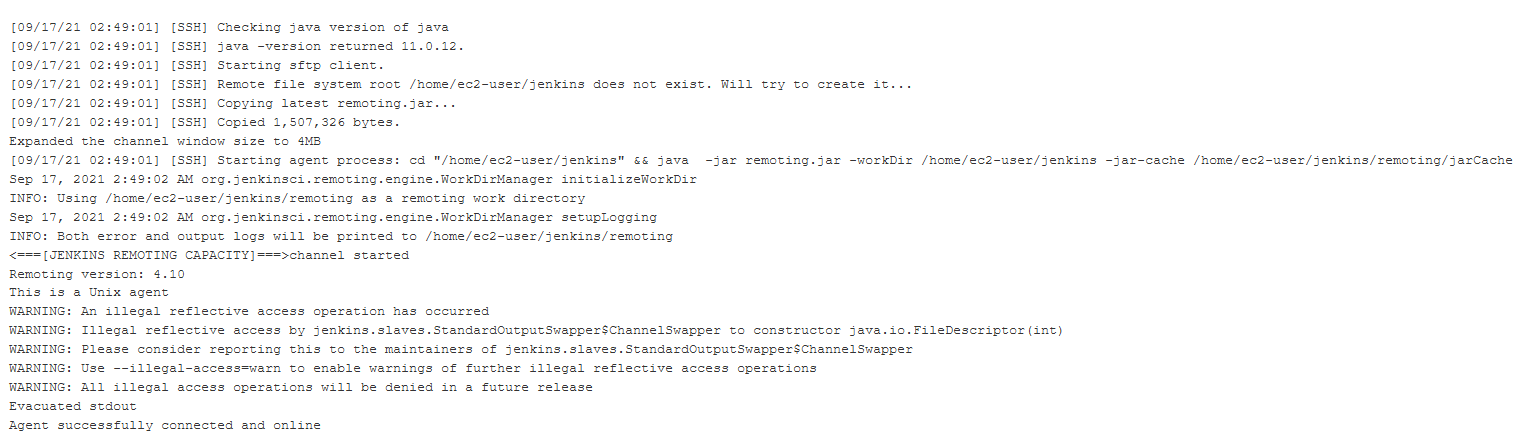 [09/17/21 02:49:01] [SSH] Checking java version of java
[09/17/21 02:49:01] [SSH] java -version returned 11.0.12.
[09/17/21 02:49:01] [SSH] Starting sftp client.
[09/17/21 02:49:01] [SSH] Remote file system root /home/ec2-user/jenkins does not exist. Will try to create it...
[09/17/21 02:49:01] [SSH] Copying latest remoting.jar...
[09/17/21 02:49:01] [SSH] Copied 1,507,326 bytes.
Expanded the channel window size to 4MB
[09/17/21 02:49:01] [SSH] Starting agent process: cd "/home/ec2-user/jenkins" && java  -jar remoting.jar -workDir /home/ec2-user/jenkins -jar-cache /home/ec2-user/jenkins/remoting/jarCache
Sep 17, 2021 2:49:02 AM org.jenkinsci.remoting.engine.WorkDirManager initializeWorkDir
INFO: Using /home/ec2-user/jenkins/remoting as a remoting work directory
Sep 17, 2021 2:49:02 AM org.jenkinsci.remoting.engine.WorkDirManager setupLogging
INFO: Both error and output logs will be printed to /home/ec2-user/jenkins/remoting
<===[JENKINS REMOTING CAPACITY]===>channel started
Remoting version: 4.10
This is a Unix agent
WARNING: An illegal reflective access operation has occurred
WARNING: Illegal reflective access by jenkins.slaves.StandardOutputSwapper$ChannelSwapper to constructor java.io.FileDescriptor(int)
WARNING: Please consider reporting this to the maintainers of jenkins.slaves.StandardOutputSwapper$ChannelSwapper
WARNING: Use --illegal-access=warn to enable warnings of further illegal reflective access operations
WARNING: All illegal access operations will be denied in a future release
Evacuated stdout
Agent successfully connected and online